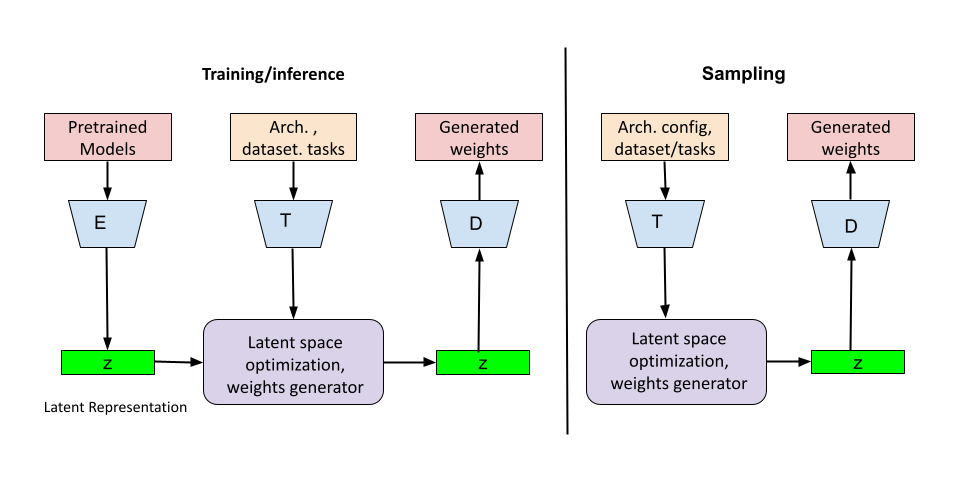 Training/inference
Sampling
Pretrained
Models
Arch. ,
dataset. tasks
Generated
weights
Arch. config,
dataset/tasks
Generated
weights
E
T
D
T
D
Latent space
optimization,
weights generator
Latent space
optimization,
weights generator
z
z
z
Latent Representation